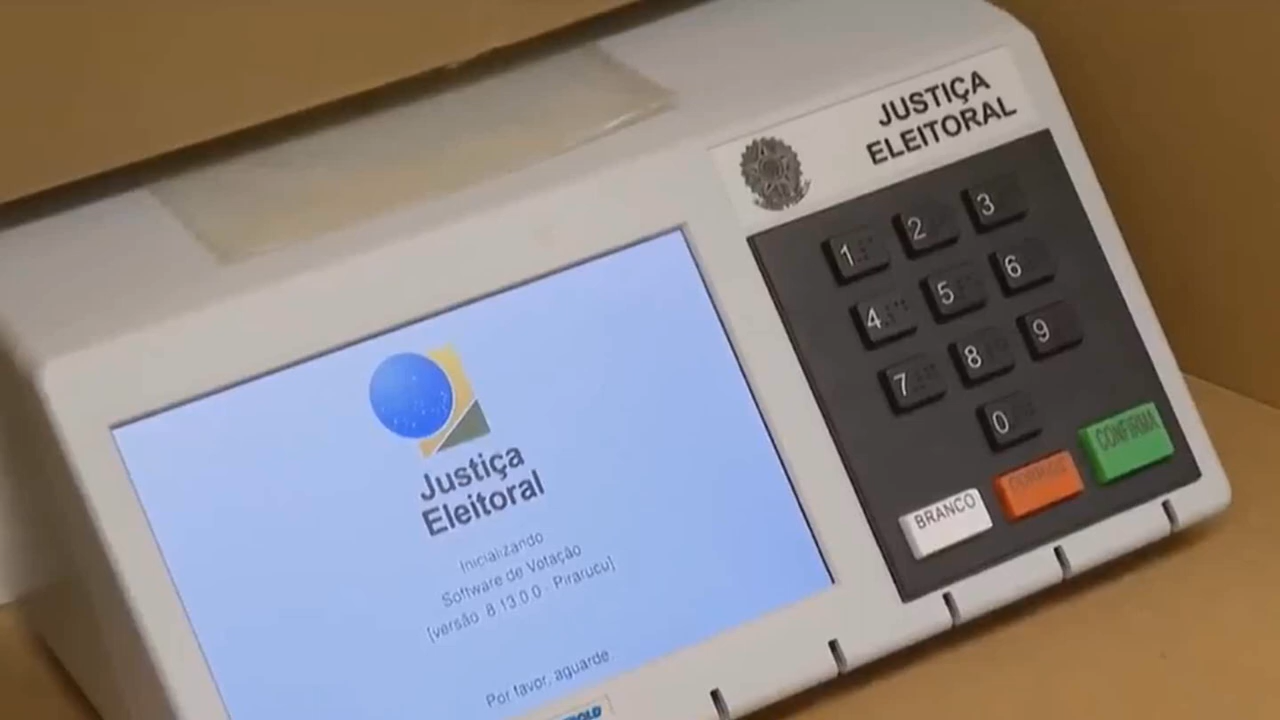 JUSTIÇA
ELEITORAL
1 2 3
4 5 6
7 8 9
0
BRANCO
CONFIRMA
Justiça
Eleitoral
Inicializando
Software de Votação
[versão 8.13.0.0 - Pirarucu]
Por favor, aguarde